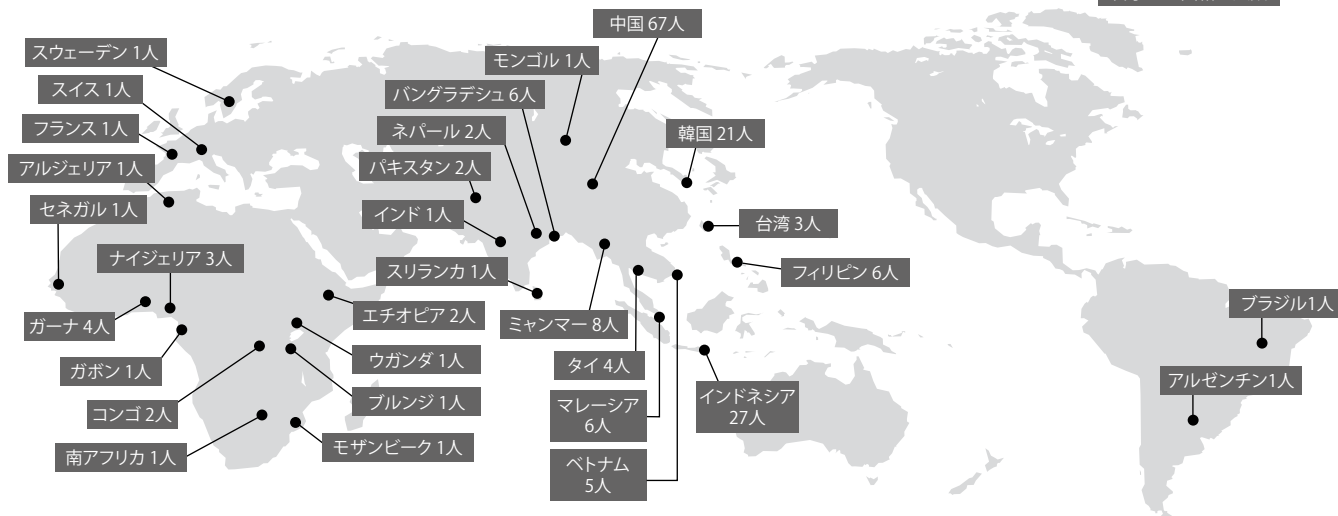 中国 67人
スウェーデン 1人
モンゴル 1人
スイス 1人
バングラデシュ 6人
フランス 1人
ネパール 2人
韓国 21人
アルジェリア 1人
パキスタン 2人
セネガル 1人
インド 1人
台湾 3人
ナイジェリア 3人
スリランカ 1人
フィリピン 6人
ガーナ 4人
エチオピア 2人
ミャンマー 8人
ブラジル1人
ガボン 1人
ウガンダ 1人
タイ 4人
アルゼンチン1人
コンゴ 2人
ブルンジ 1人
マレーシア
6人
インドネシア
27人
南アフリカ 1人
モザンビーク 1人
ベトナム
5人